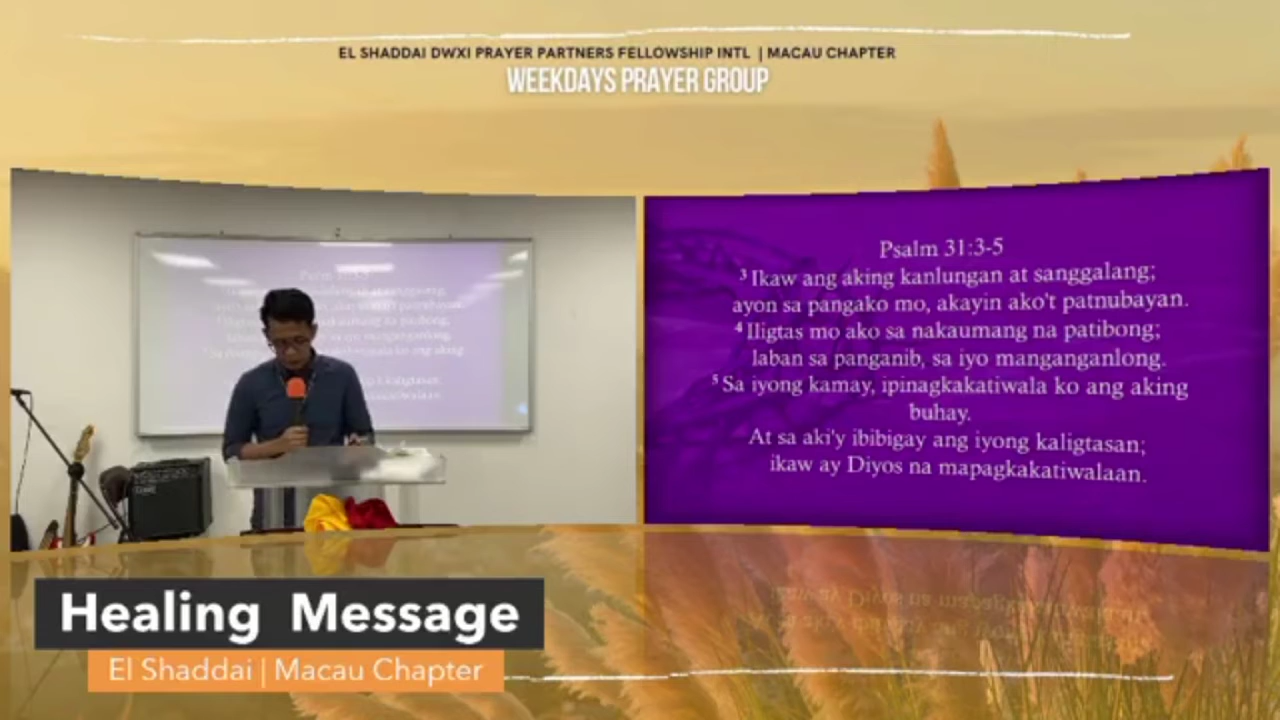 EL SHADDAI DWXI PRAYER PARTNERS FELLOWSHIP INTL | MACAU CHAPTER
WEEKDAYS PRAYER GROUP
Psalm 31:3-5
3 Ikaw ang aking kanlungan at sanggalang;
ayon sa pangako mo, akayin ako't patnubayan.
4 Iligtas mo ako sa nakaumang na patibong;
laban sa panganib, sa iyo manganganlong.
5 Sa iyong kamay, ipinagkakatiwala ko ang aking
buhay.
At sa aki'y ibibigay ang iyong kaligtasan;
ikaw ay Diyos na mapagkakatiwalaan.
Healing Message
El Shaddai | Macau Chapter